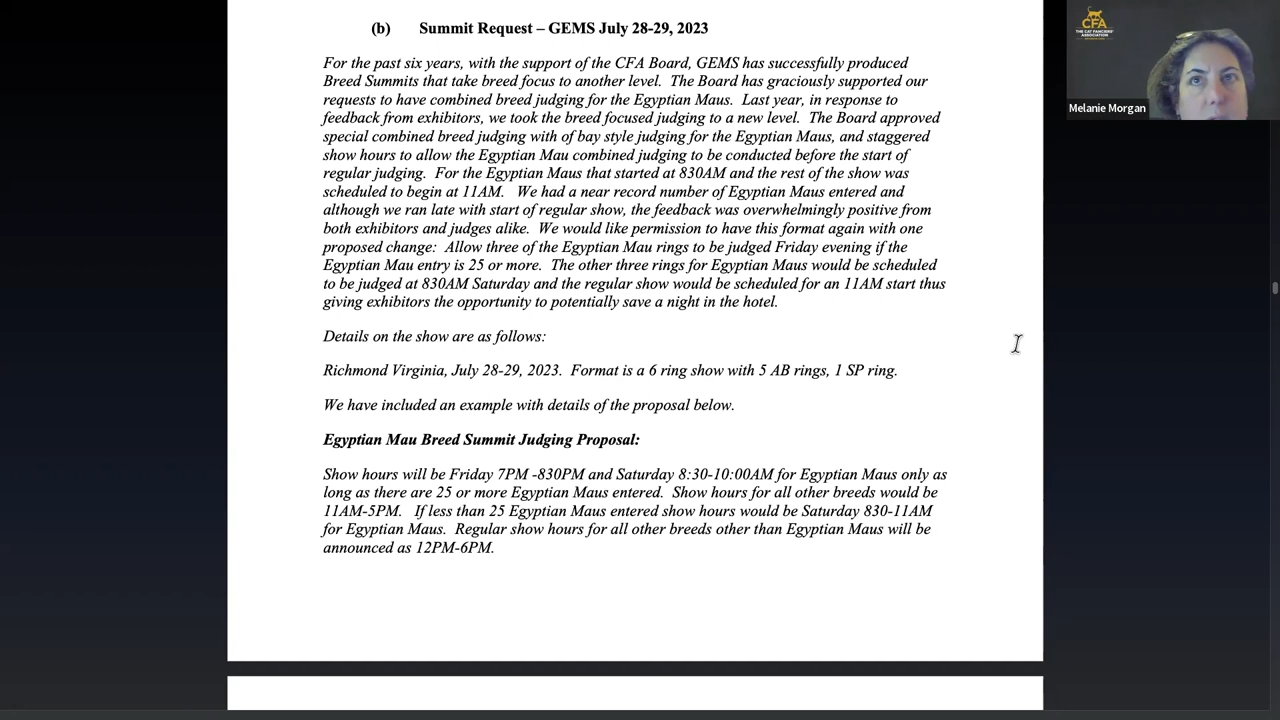 (b) Summit Request – GEMS July 28-29, 2023
For the past six years, with the support of the CFA Board, GEMS has successfully produced
Breed Summits that take breed focus to another level. The Board has graciously supported our
requests to have combined breed judging for the Egyptian Maus. Last year, in response to
feedback from exhibitors, we took the breed focused judging to a new level. The Board approved
special combined breed judging with of bay style judging for the Egyptian Maus, and staggered
show hours to allow the Egyptian Mau combined judging to be conducted before the start of
regular judging. For the Egyptian Maus that started at 830AM and the rest of the show was
scheduled to begin at 11AM. We had a near record number of Egyptian Maus entered and
although we ran late with start of regular show, the feedback was overwhelmingly positive from
both exhibitors and judges alike. We would like permission to have this format again with one
proposed change: Allow three of the Egyptian Mau rings to be judged Friday evening if the
Egyptian Mau entry is 25 or more. The other three rings for Egyptian Maus would be scheduled
to be judged at 830AM Saturday and the regular show would be scheduled for an 11AM start thus
giving exhibitors the opportunity to potentially save a night in the hotel.
Details on the show are as follows:
Richmond Virginia, July 28-29, 2023. Format is a 6 ring show with 5 AB rings, 1 SP ring.
We have included an example with details of the proposal below.
Egyptian Mau Breed Summit Judging Proposal:
Show hours will be Friday 7PM -830PM and Saturday 8:30-10:00AM for Egyptian Maus only as
long as there are 25 or more Egyptian Maus entered. Show hours for all other breeds would be
11AM-5PM. If less than 25 Egyptian Maus entered show hours would be Saturday 830-11AM
for Egyptian Maus. Regular show hours for all other breeds other than Egyptian Maus will be
announced as 12PM-6PM.
CFA
THE CAT FANCIERS'
ASSOCIATION
Melanie Morgan